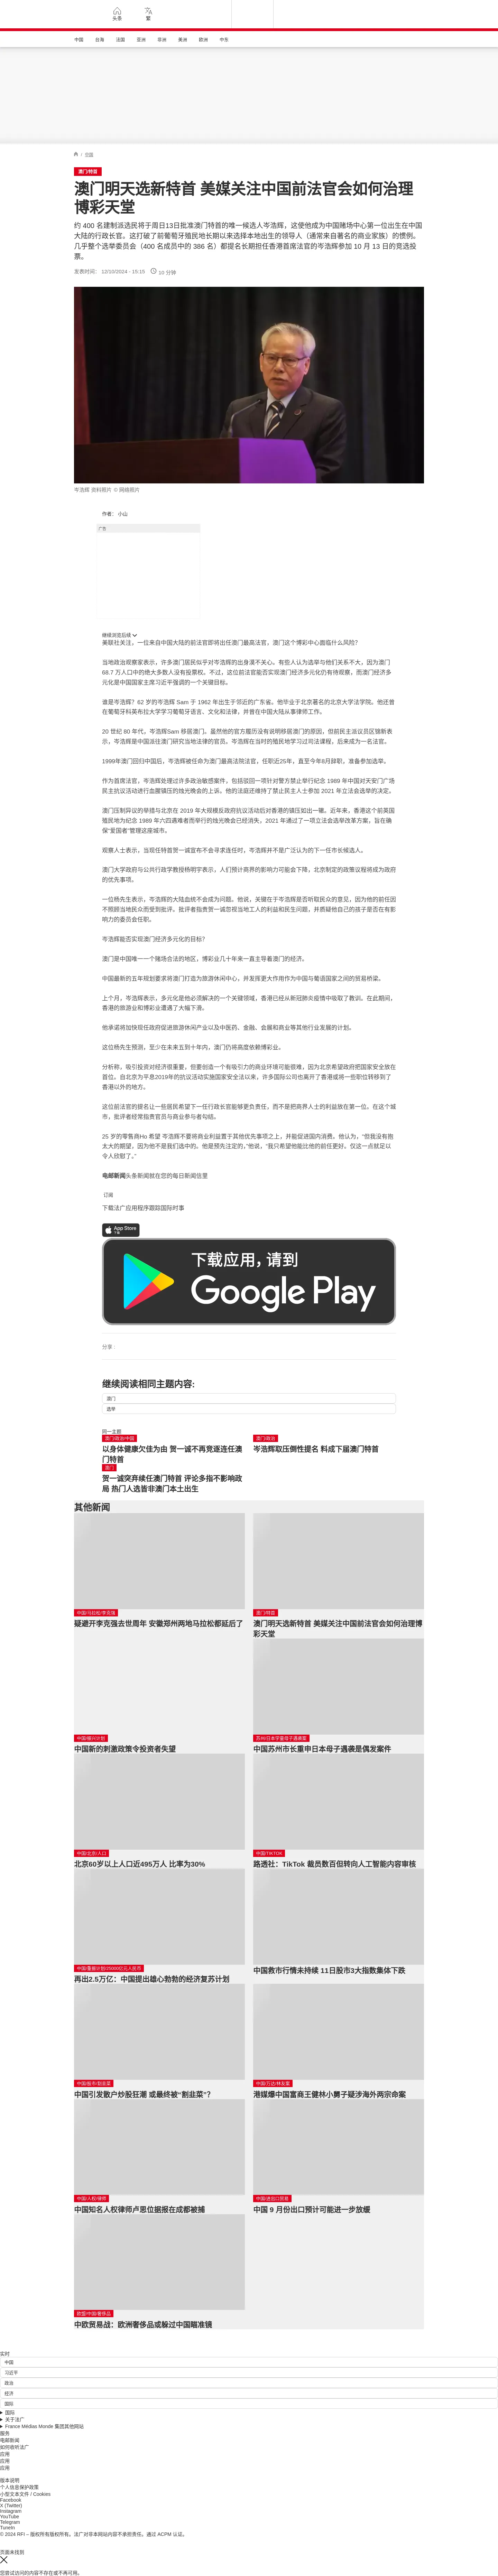 头条
繁
中国
台海
法国
亚洲
非洲
美洲
欧洲
中东
/ 中国
澳门/特首
澳门明天选新特首 美媒关注中国前法官会如何治理
博彩天堂
约 400 名建制派选民将于周日13日批准澳门特首的唯一候选人岑浩辉，这使他成为中国赌场中心第一位出生在中国
大陆的行政长官。这打破了前葡萄牙殖民地长期以来选择本地出生的领导人（通常来自著名的商业家族）的惯例。
几乎整个选举委员会（400 名成员中的 386 名）都提名长期担任香港首席法官的岑浩辉参加 10 月 13 日的竞选投
票。
发表时间： 12/10/2024 - 15:15 10 分钟
岑浩辉 资料照片 © 网络照片
作者： 小山
广告
继续浏览后续
美联社关注，一位来自中国大陆的前法官即将出任澳门最高法官，澳门这个博彩中心面临什么风险？
当地政治观察家表示，许多澳门居民似乎对岑浩辉的出身漠不关心。有些人认为选举与他们关系不大，因为澳门
68.7 万人口中的绝大多数人没有投票权。不过，这位前法官能否实现澳门经济多元化仍有待观察，而澳门经济多
元化是中国国家主席习近平强调的一个关键目标。
谁是岑浩辉？62 岁的岑浩辉 Sam 于 1962 年出生于邻近的广东省。他毕业于北京著名的北京大学法学院。他还曾
在葡萄牙科英布拉大学学习葡萄牙语言、文化和法律，并曾在中国大陆从事律师工作。
20 世纪 80 年代，岑浩辉Sam 移居澳门。虽然他的官方履历没有说明移居澳门的原因，但前民主派议员区锦新表
示，岑浩辉是中国派往澳门研究当地法律的官员。岑浩辉在当时的殖民地学习过司法课程，后来成为一名法官。
1999年澳门回归中国后，岑浩辉被任命为澳门最高法院法官，任职近25年，直至今年8月辞职，准备参加选举。
作为首席法官，岑浩辉处理过许多政治敏感案件，包括驳回一项针对警方禁止举行纪念 1989 年中国对天安门广场
民主抗议活动进行血腥镇压的烛光晚会的上诉。他的法庭还维持了禁止民主人士参加 2021 年立法会选举的决定。
澳门压制异议的举措与北京在 2019 年大规模反政府抗议活动后对香港的镇压如出一辙。近年来，香港这个前英国
殖民地为纪念 1989 年六四遇难者而举行的烛光晚会已经消失，2021 年通过了一项立法会选举改革方案，旨在确
保“爱国者”管理这座城市。
观察人士表示，当现任特首贺一诚宣布不会寻求连任时，岑浩辉并不是广泛认为的下一任市长候选人。
澳门大学政府与公共行政学教授杨明宇表示，人们预计商界的影响力可能会下降，北京制定的政策议程将成为政府
的优先事项。
一位杨先生表示，岑浩辉的大陆血统不会成为问题。他说，关键在于岑浩辉是否听取民众的意见，因为他的前任因
不照顾当地民众而受到批评。批评者指责贺一诚忽视当地工人的利益和民生问题，并质疑他自己的孩子是否在有影
响力的委员会任职。
岑浩辉能否实现澳门经济多元化的目标？
澳门是中国唯一一个赌场合法的地区，博彩业几十年来一直主导着澳门的经济。
中国最新的五年规划要求将澳门打造为旅游休闲中心，并发挥更大作用作为中国与葡语国家之间的贸易桥梁。
上个月，岑浩辉表示，多元化是他必须解决的一个关键领域，香港已经从新冠肺炎疫情中吸取了教训。在此期间，
香港的旅游业和博彩业遭遇了大幅下滑。
他承诺将加快现任政府促进旅游休闲产业以及中医药、金融、会展和商业等其他行业发展的计划。
这位杨先生预测，至少在未来五到十年内，澳门仍将高度依赖博彩业。
分析称，吸引投资对经济很重要，但要创造一个有吸引力的商业环境可能很难，因为北京希望政府把国家安全放在
首位。自北京为平息2019年的抗议活动实施国家安全法以来，许多国际公司也离开了香港或将一些职位转移到了
香港以外的地方。
这位前法官的提名让一些居民希望下一任行政长官能够更负责任，而不是把商界人士的利益放在第一位。在这个城
市，批评者经常指责官员与商业参与者勾结。
25 岁的零售商Ho 希望 岑浩辉不要将商业利益置于其他优先事项之上，并能促进国内消费。他认为，“但我没有抱
太大的期望，因为他不是我们选中的。他是预先注定的，”他说，“我只希望他能比他的前任更好。仅这一点就足以
令人欣慰了。”
电邮新闻头条新闻就在您的每日新闻信里
订阅
下载法广应用程序跟踪国际时事
App Store
下载
下载应用，请到
Google Play
分享 :
继续阅读相同主题内容:
澳门
选举
同一主题
澳门/政治/中国
以身体健康欠佳为由 贺一诚不再竞逐连任澳
门特首
澳门/政治
岑浩辉取压倒性提名 料成下届澳门特首
澳门
贺一诚突弃续任澳门特首 评论多指不影响政
局 热门人选皆非澳门本土出生
其他新闻
中国/马拉松/李克强
疑避开李克强去世周年 安徽郑州两地马拉松都延后了
澳门/特首
澳门明天选新特首 美媒关注中国前法官会如何治理博
彩天堂
中国/振兴计划
中国新的刺激政策令投资者失望
苏州/日本学童母子遇袭案
中国苏州市长重申日本母子遇袭是偶发案件
中国/北京/人口
北京60岁以上人口近495万人 比率为30%
中国/TIKTOK
路透社：TikTok 裁员数百但转向人工智能内容审核
中国/重振计划/25000亿元人民币
再出2.5万亿：中国提出雄心勃勃的经济复苏计划
中国救市行情未持续 11日股市3大指数集体下跌
中国/股市/割韭菜
中国引发散户炒股狂潮 或最终被“割韭菜”？
中国/万达/林友聚
港媒爆中国富商王健林小舅子疑涉海外两宗命案
中国/人权/律师
中国知名人权律师卢思位据报在成都被捕
中国/进出口贸易
中国 9 月份出口预计可能进一步放缓
欧盟/中国/奢侈品
中欧贸易战：欧洲奢侈品或躲过中国瞄准镜
实时
中国
习近平
政治
经济
国际
国际
关于法广
France Médias Monde 集团其他网站
服务
电邮新闻
如何收听法广
应用
应用
应用
版本说明
个人信息保护政策
小型文本文件 / Cookies
Facebook
X (Twitter)
Instagram
YouTube
Telegram
TuneIn
© 2024 RFI – 版权所有版权所有。法广对非本网站内容不承担责任。通过 ACPM 认证。
页面未找到
您尝试访问的内容不存在或不再可用。